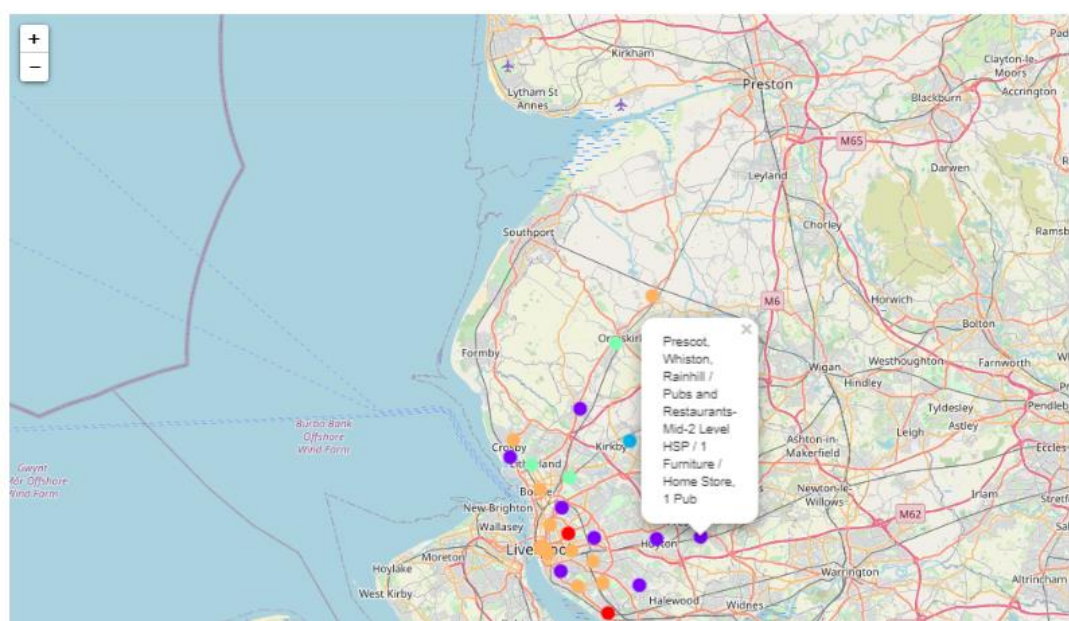 +
−
Kirkham
Preston
Clayton-le-
Moors
Accrington
Lytham St
Annes
Blackburn
M65
Leyland
Darwen
Chorley
Southport
Ramsb
M6
Horwich
Bolton
Formby
Wigan
Westhoughton
Farnworth
Hindley
×
Prescot,
Whiston,
Rainhill /
Pubs and
Restaurants-
Mid-2 Level
HSP / 1
Furniture /
Home Store,
1 Pub
Tyldesley
Pendleb
Astley
Leigh
Eccles
Burbo Bank
Offshore
Wind Farm
Crosby
Kirkby
Ashton-in-
Makerfield
Gwynt
Môr Offshore
Wind Farm
Newton-le-
Willows
Irlam
Stretf
New Brighton
Wallasey
M62
Moreton
Hoylake
West Kirby
Warrington
Altrincham
Halewood
Widnes